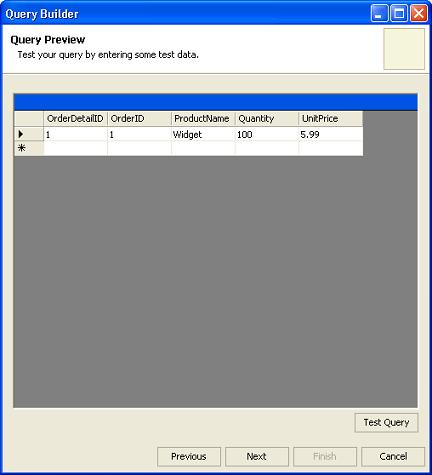 Query Builder
Query Preview
Test your query by entering some test data.
OrderDetailID OrderID ProductName Quantity UnitPrice
1 1 Widget 100 5.99
Test Query
Previous Next Finish Cancel